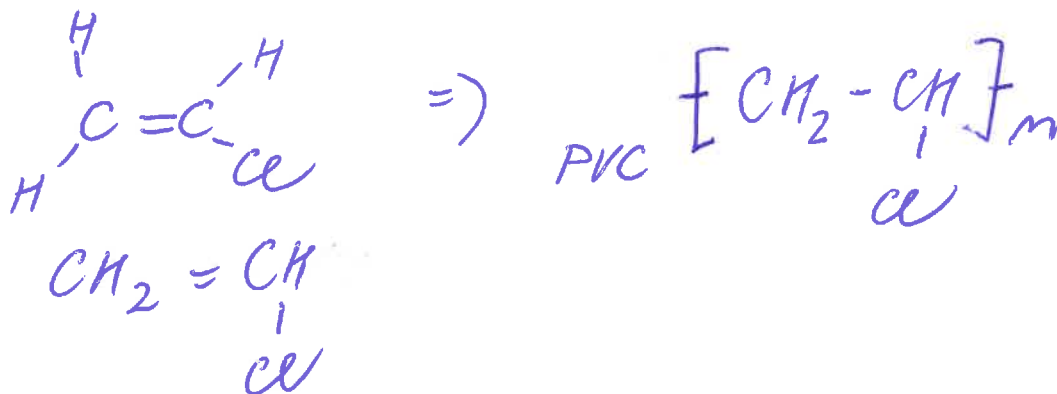 H
H
C = C
H
Cl
=>
PVC
[CH₂ - CH]n
Cl
CH₂ = CH
Cl